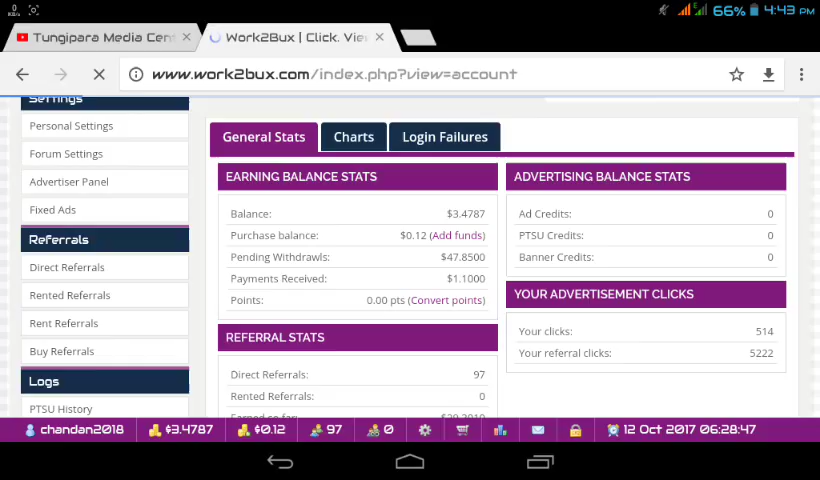 0
KB/s
66%
4:43 PM
Tungipara Media Cen
Work2Bux | Click. Vie
www.work2bux.com/index.php?view=account
Settings
Personal Settings
Forum Settings
Advertiser Panel
Fixed Ads
Referrals
Direct Referrals
Rented Referrals
Rent Referrals
Buy Referrals
Logs
PTSU History
General Stats
Charts
Login Failures
EARNING BALANCE STATS
Balance: $3.4787
Purchase balance: $0.12 (Add funds)
Pending Withdrawls: $47.8500
Payments Received: $1.1000
Points: 0.00 pts (Convert points)
REFERRAL STATS
Direct Referrals: 97
Rented Referrals: 0
Earned so far:
ADVERTISING BALANCE STATS
Ad Credits: 0
PTSU Credits: 0
Banner Credits: 0
YOUR ADVERTISEMENT CLICKS
Your clicks: 514
Your referral clicks: 5222
chandan2018 $3.4787 $0.12 97 0 12 Oct 2017 06:28:47